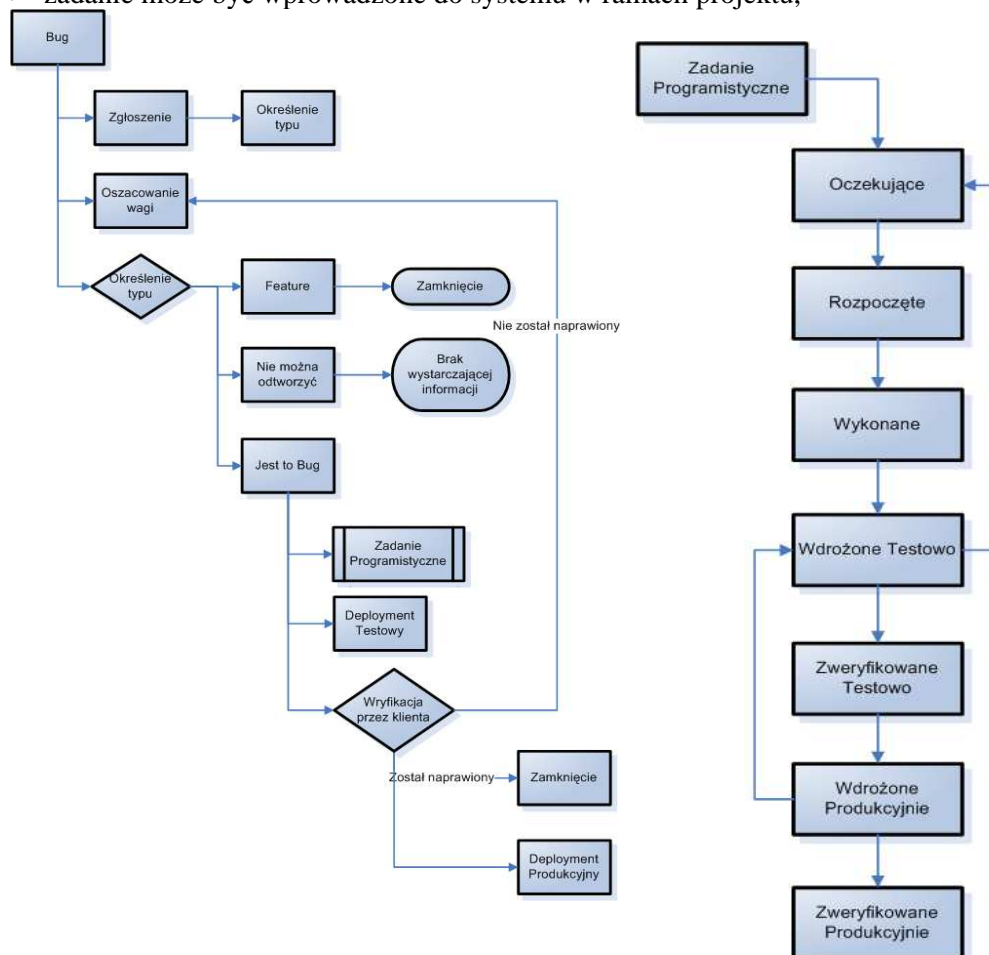 zadanie może być wprowadzone do systemu w ramach projektu,
Bug
Zgłoszenie
Określenie
typu
Oszacowanie
wagi
Określenie
typu
Feature
Zamknięcie
Nie został naprawiony
Nie można
odtworzyć
Brak
wystarczającej
informacji
Jest to Bug
Zadanie
Programistyczne
Deployment
Testowy
Wryfikacja
przez klienta
Został naprawiony
Zamknięcie
Deployment
Produkcyjny
Zadanie
Programistyczne
Oczekujące
Rozpoczęte
Wykonane
Wdrożone Testowo
Zweryfikowane
Testowo
Wdrożone
Produkcyjnie
Zweryfikowane
Produkcyjnie